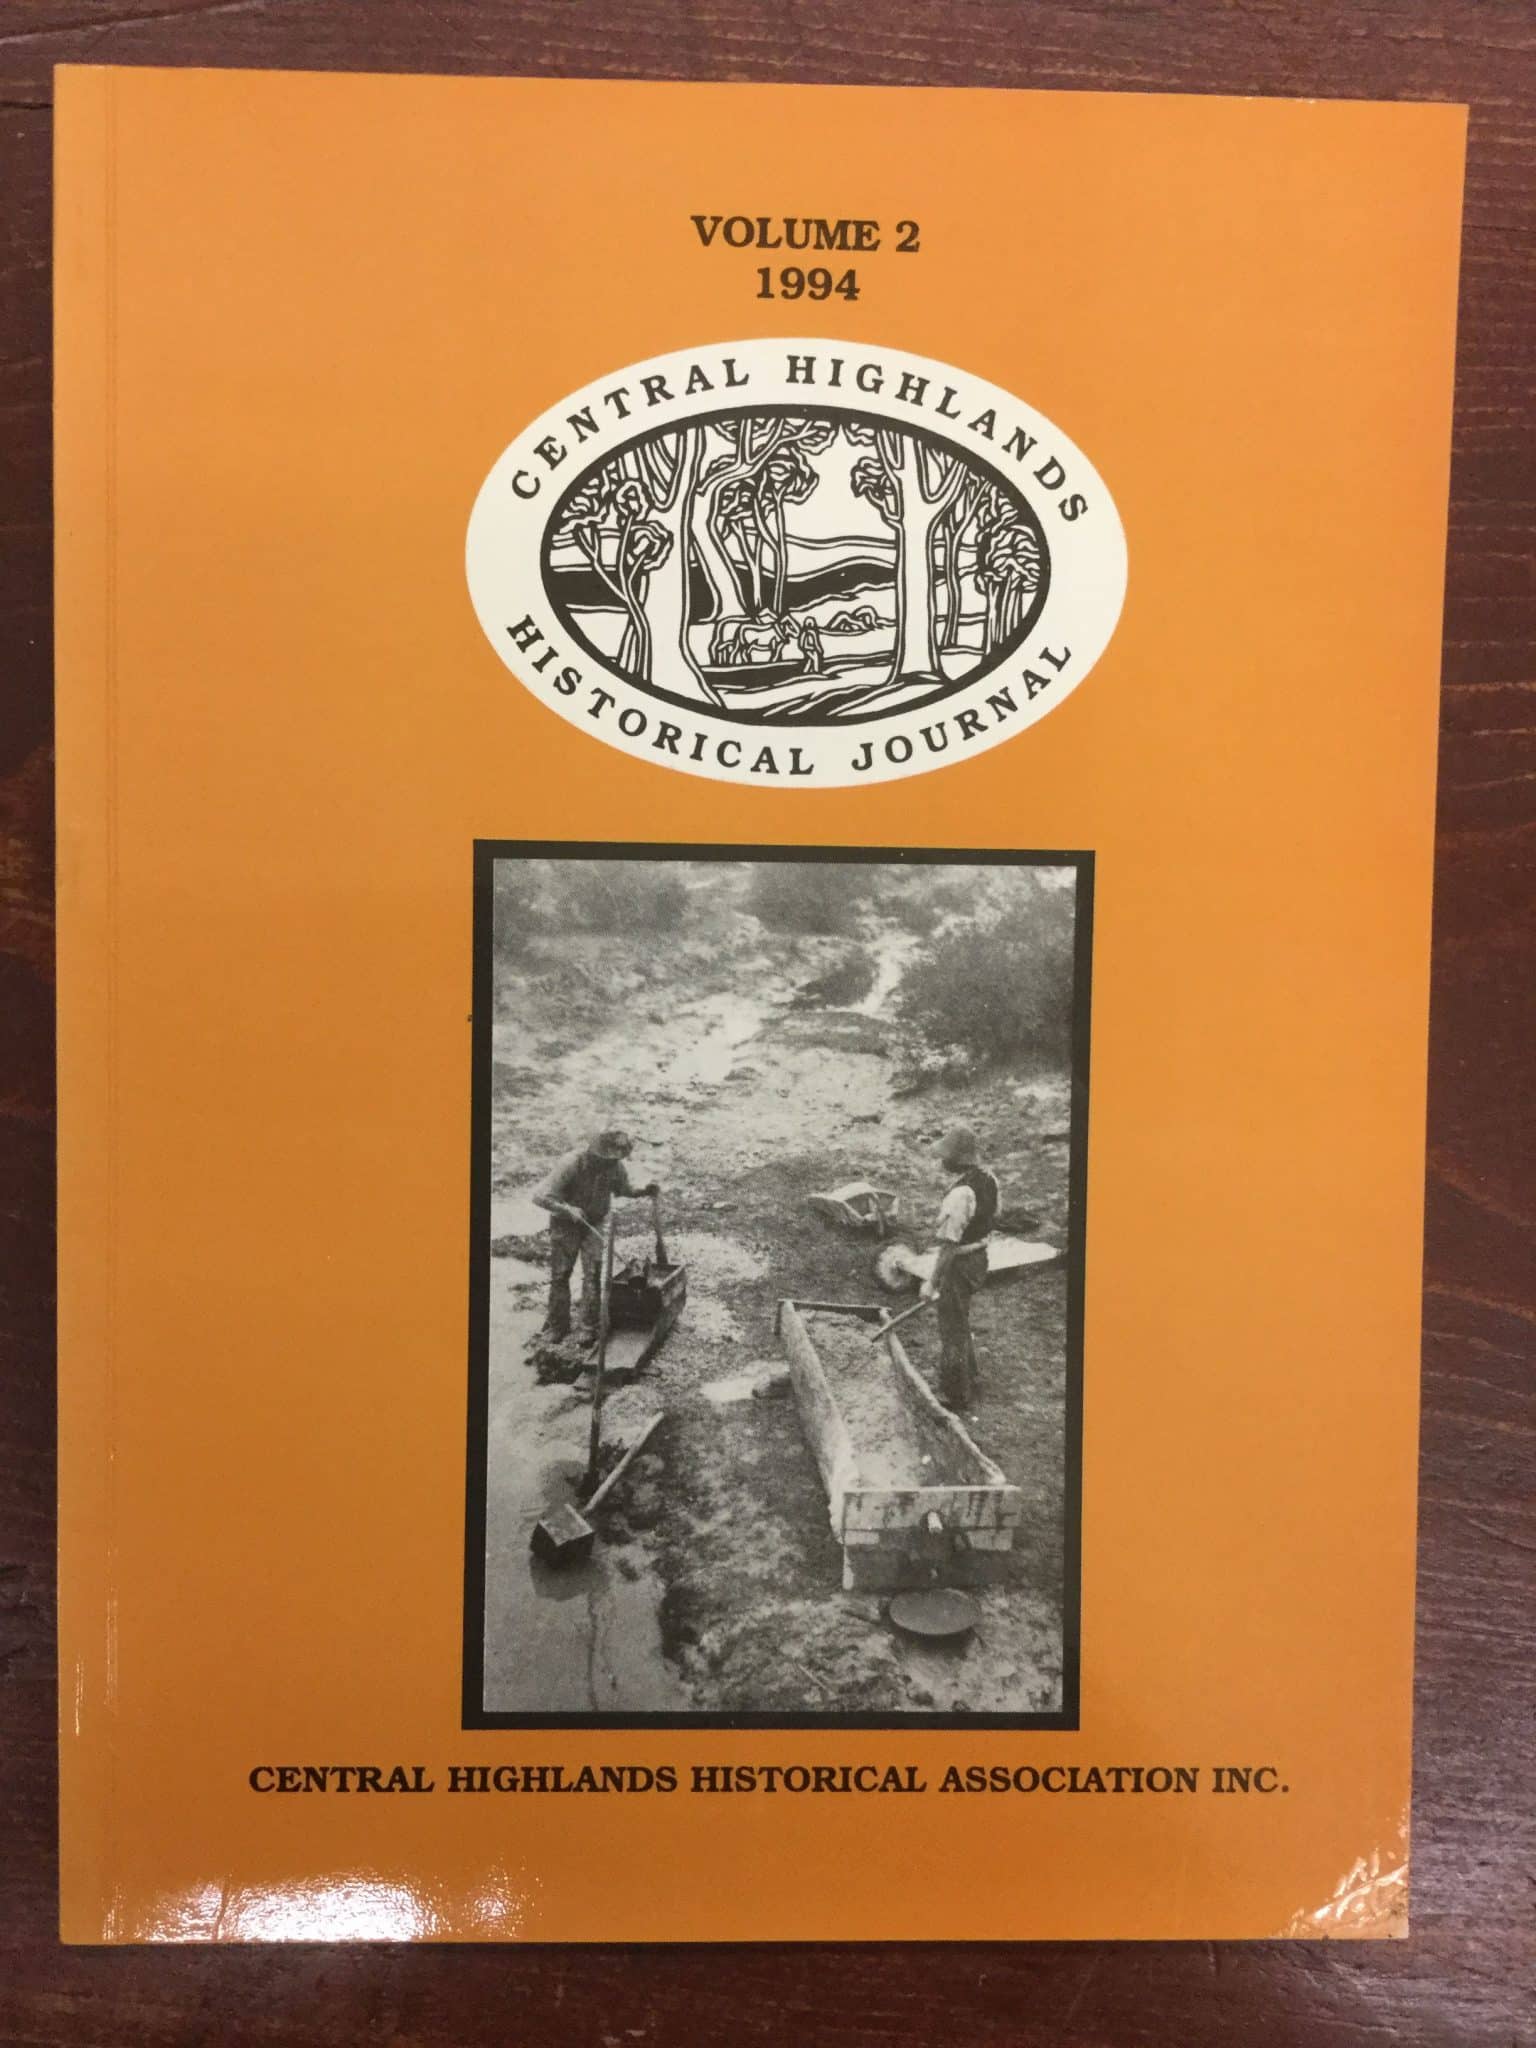 VOLUME 2
1994
CENTRAL HIGHLANDS
HISTORICAL JOURNAL
CENTRAL HIGHLANDS HISTORICAL ASSOCIATION INC.